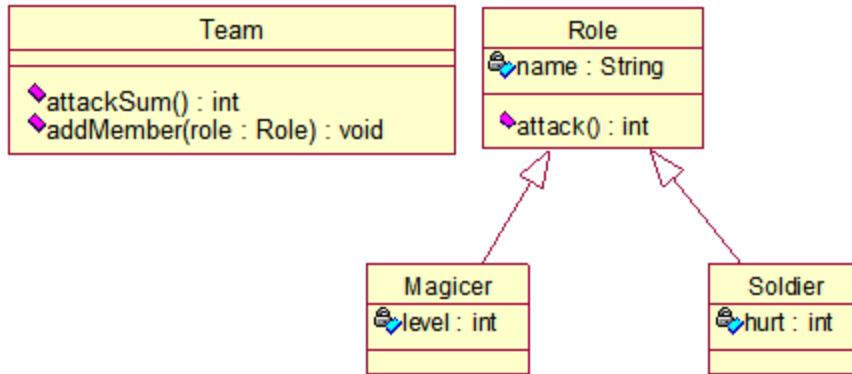 Team
attackSum() : int
addMember(role : Role) : void
Role
name : String
attack() : int
Magicer
level : int
Soldier
hurt : int